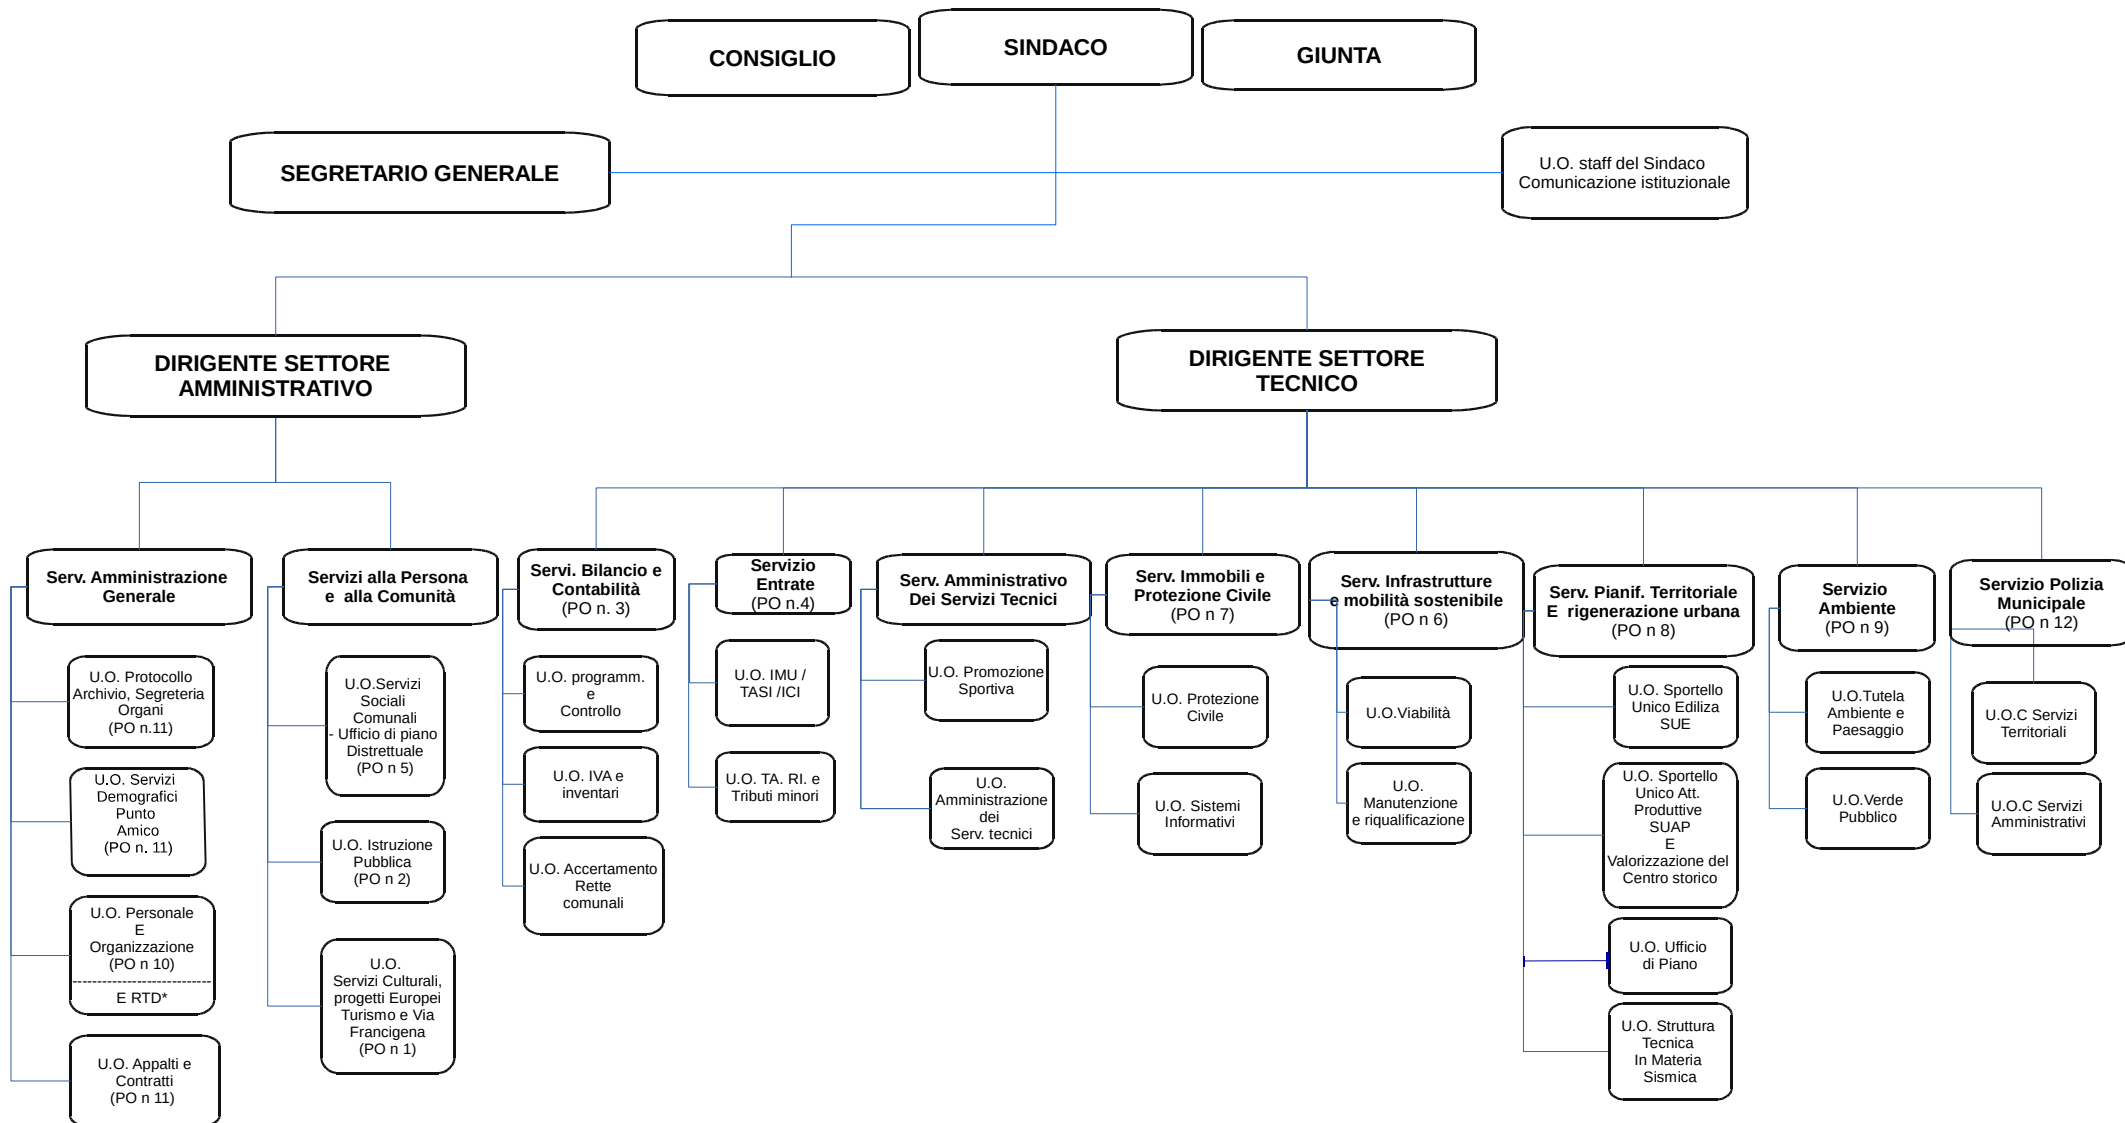 CONSIGLIO
SINDACO
GIUNTA
SEGRETARIO GENERALE
U.O. staff del Sindaco
Comunicazione istituzionale
DIRIGENTE SETTORE
AMMINISTRATIVO
DIRIGENTE SETTORE
TECNICO
Serv. Amministrazione
Generale
Servizi alla Persona
e alla Comunità
Servi. Bilancio e
Contabilità
(PO n. 3)
Servizio
Entrate
(PO n.4)
Serv. Amministrativo
Dei Servizi Tecnici
Serv. Immobili e
Protezione Civile
(PO n 7)
Serv. Infrastrutture
e mobilità sostenibile
(PO n 6)
Serv. Pianif. Territoriale
E rigenerazione urbana
(PO n 8)
Servizio
Ambiente
(PO n 9)
Servizio Polizia
Municipale
(PO n 12)
U.O. Protocollo
Archivio, Segreteria
Organi
(PO n.11)
U.O. Servizi
Demografici
Punto
Amico
(PO n. 11)
U.O. Personale
E
Organizzazione
(PO n 10)
------------------------------
E RTD*
U.O. Appalti e
Contratti
(PO n 11)
U.O.Servizi
Sociali
Comunali
- Ufficio di piano
Distrettuale
(PO n 5)
U.O. Istruzione
Pubblica
(PO n 2)
U.O.
Servizi Culturali,
progetti Europei
Turismo e Via
Francigena
(PO n 1)
U.O. programm.
e
Controllo
U.O. IVA e
inventari
U.O. Accertamento
Rette
comunali
U.O. IMU /
TASI /ICI
U.O. TA. RI. e
Tributi minori
U.O. Promozione
Sportiva
U.O.
Amministrazione
dei
Serv. tecnici
U.O. Protezione
Civile
U.O. Sistemi
Informativi
U.O.Viabilità
U.O.
Manutenzione
e riqualificazione
U.O. Sportello
Unico Ediliza
SUE
U.O. Sportello
Unico Att.
Produttive
SUAP
E
Valorizzazione del
Centro storico
U.O. Ufficio
di Piano
U.O. Struttura
Tecnica
In Materia
Sismica
U.O.Tutela
Ambiente e
Paesaggio
U.O.Verde
Pubblico
U.O.C Servizi
Territoriali
U.O.C Servizi
Amministrativi